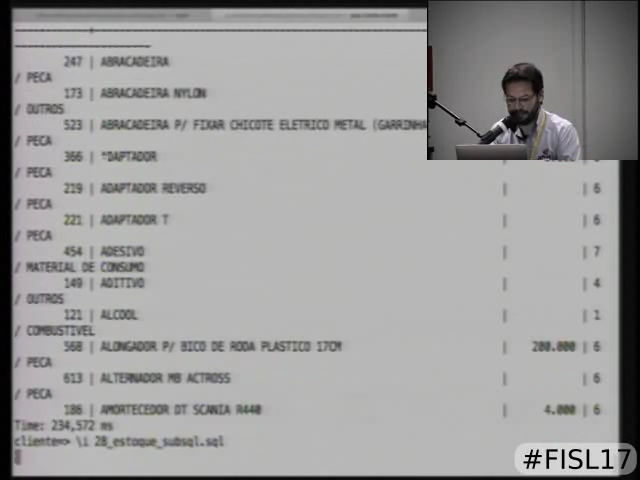 247 | ABRACADEIRA
/ PECA
173 | ABRACADEIRA NYLON
/ OUTROS
523 | ABRACADEIRA P/ FIXAR CHICOTE ELETRICO METAL (GARRINHA
/ PECA
366 | *DAPTADOR
/ PECA
219 | ADAPTADOR REVERSO | | 6
/ PECA
221 | ADAPTADOR T | | 6
/ PECA
454 | ADESIVO | | 7
/ MATERIAL DE CONSUMO
149 | ADITIVO | | 4
/ OUTROS
121 | ALCOOL | | 1
/ COMBUSTIVEL
568 | ALONGADOR P/ BICO DE RODA PLASTICO 17CM | 200.000 | 6
/ PECA
613 | ALTERNADOR MB ACTROSS | | 6
/ PECA
186 | AMORTECEDOR DT SCANIA R440 | 4.000 | 6
Time: 234,572 ms
cliente=> \i 28_estoque_subsql.sql
#FISL17